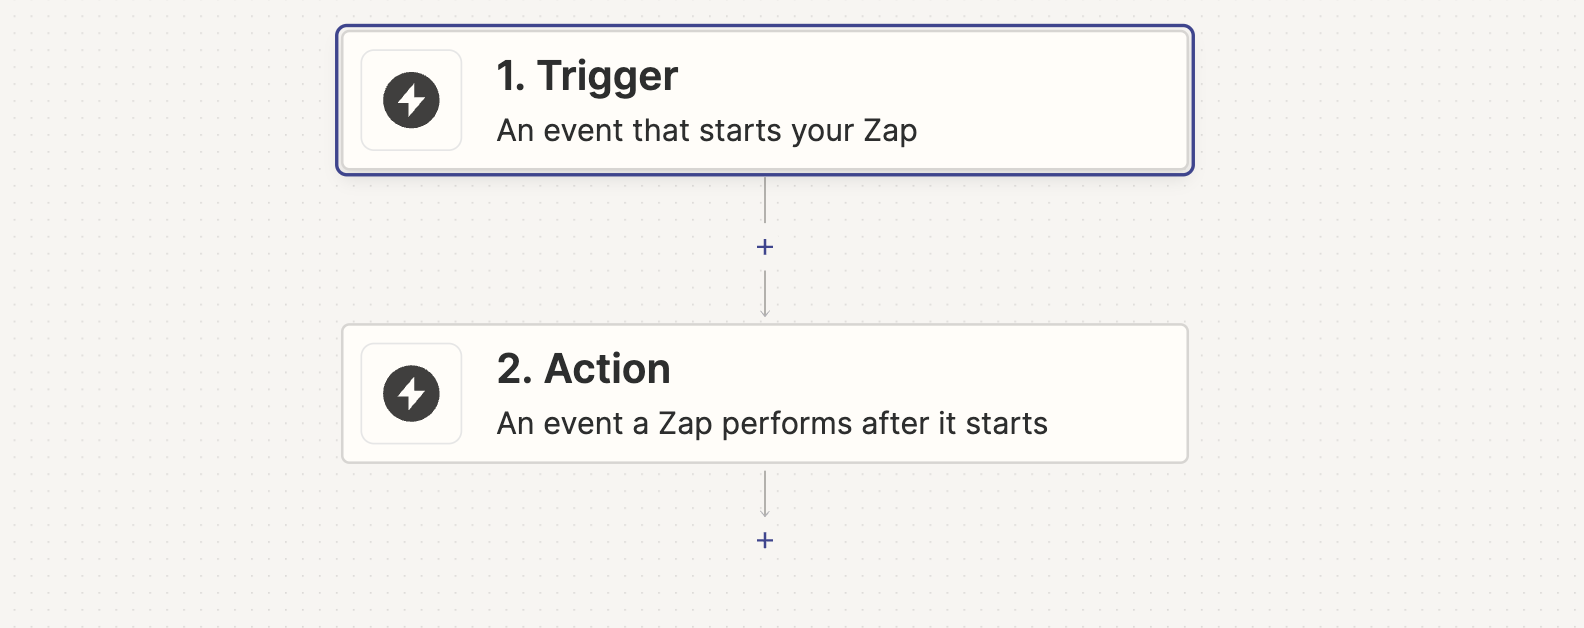 1. Trigger
An event that starts your Zap
2. Action
An event a Zap performs after it starts